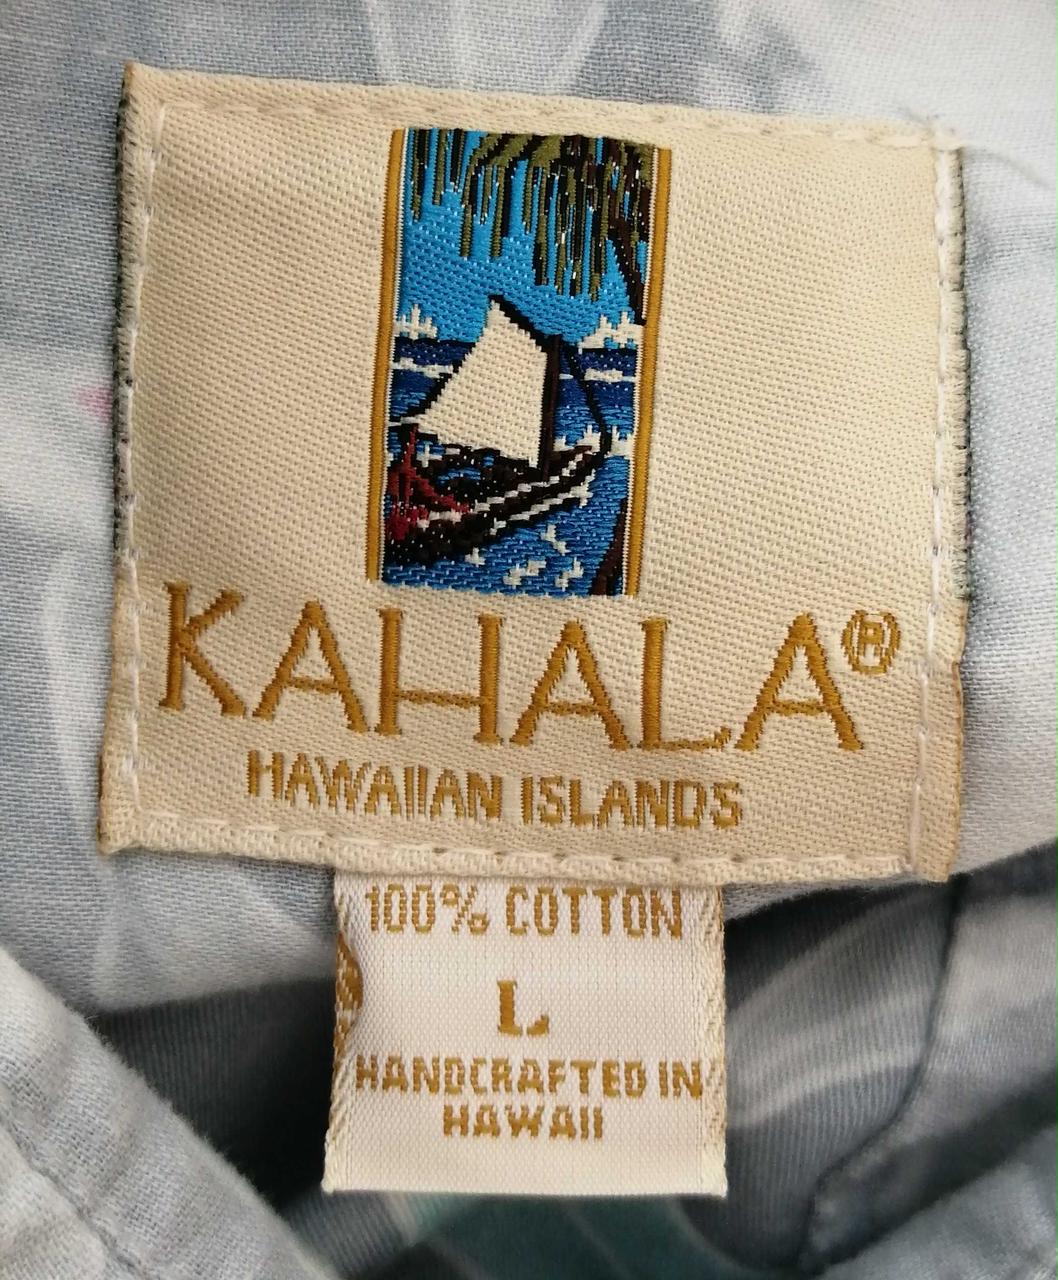 KAHALA®
HAWAIIAN ISLANDS
100% COTTON
L
HANDCRAFTED IN
HAWAII